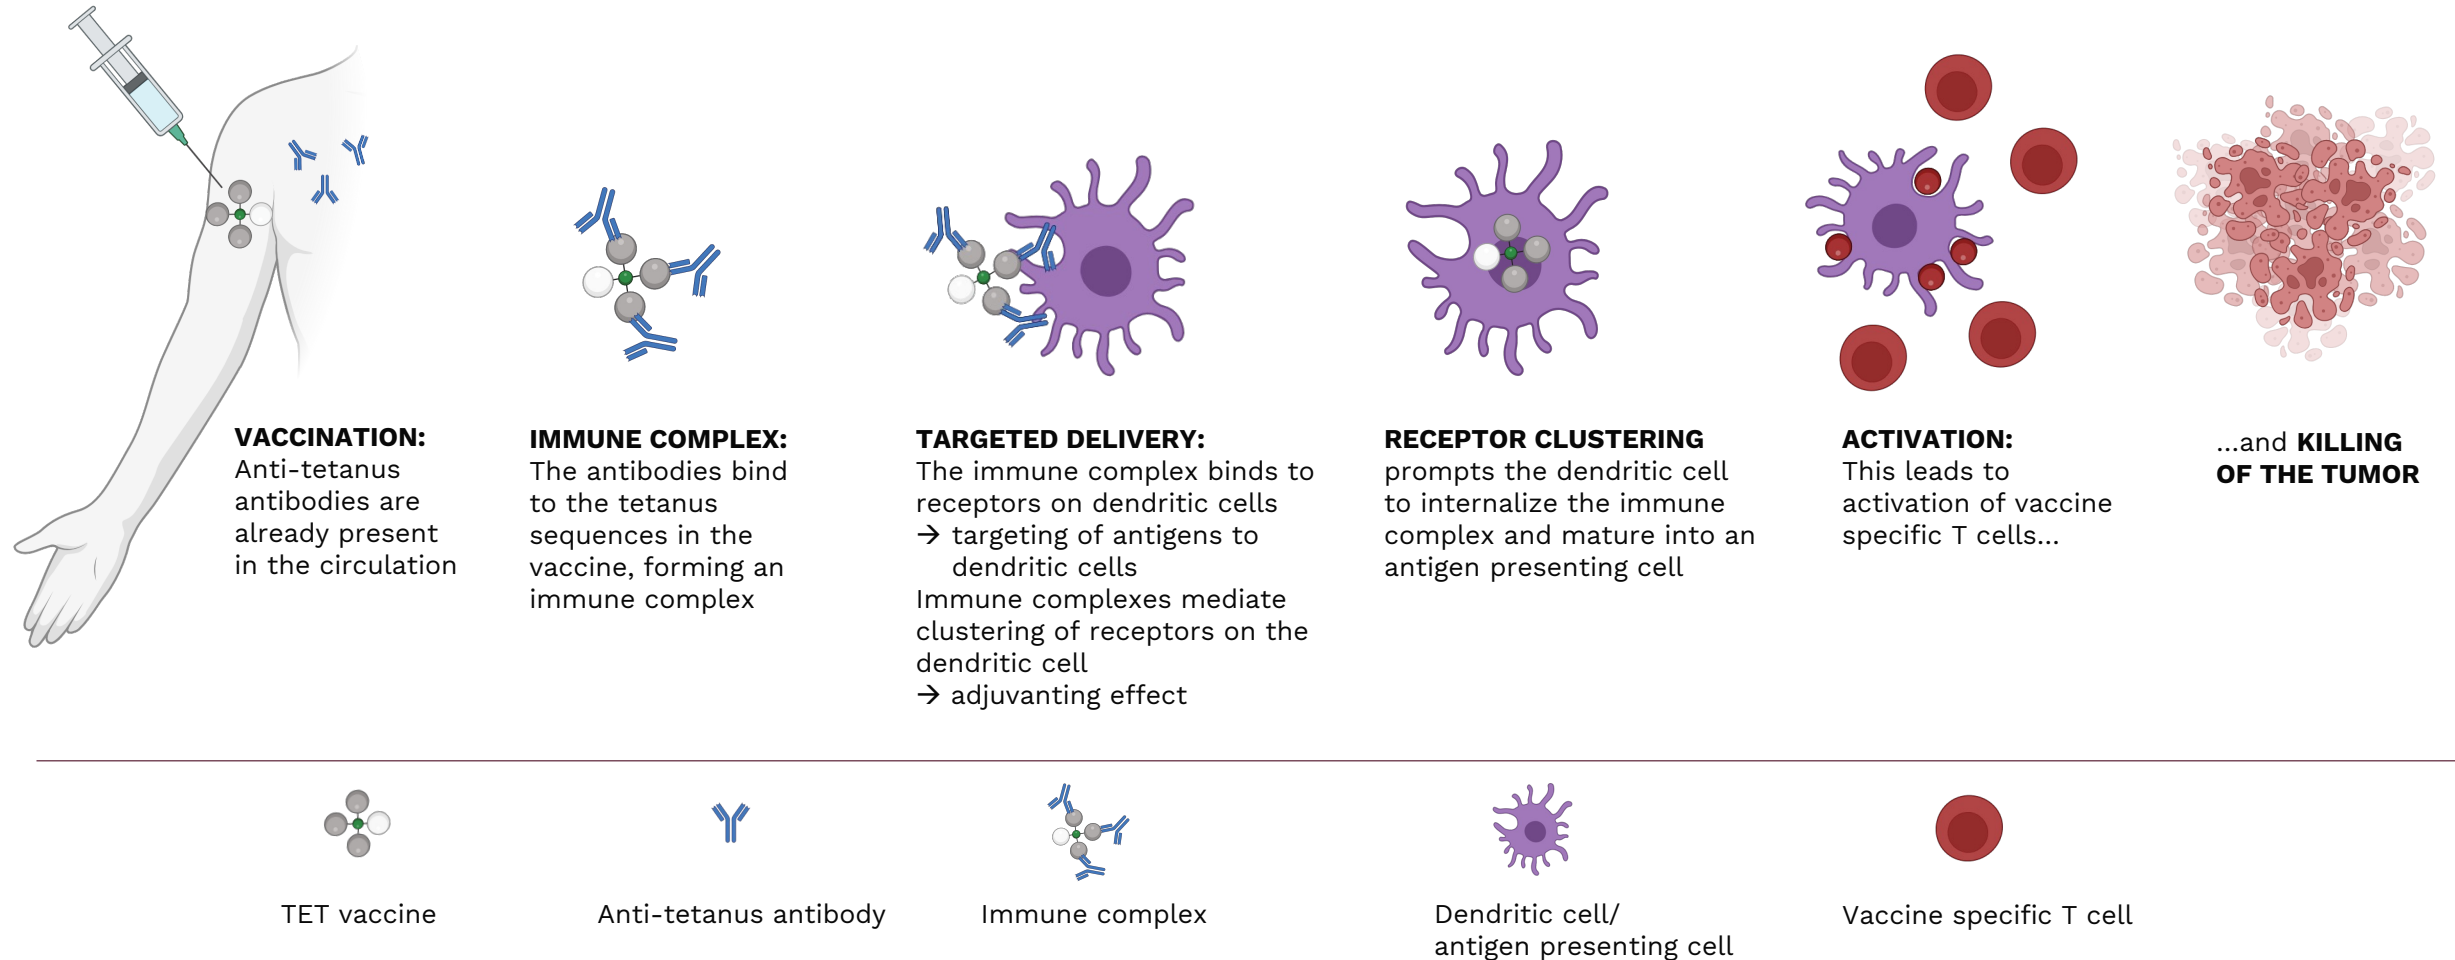 VACCINATION:
Anti-tetanus
antibodies are
already present
in the circulation
IMMUNE COMPLEX:
The antibodies bind
to the tetanus
sequences in the
vaccine, forming an
immune complex
TARGETED DELIVERY:
The immune complex binds to
receptors on dendritic cells
→ targeting of antigens to
dendritic cells
Immune complexes mediate
clustering of receptors on the
dendritic cell
→ adjuvanting effect
RECEPTOR CLUSTERING
prompts the dendritic cell
to internalize the immune
complex and mature into an
antigen presenting cell
ACTIVATION:
This leads to
activation of vaccine
specific T cells...
...and KILLING
OF THE TUMOR
TET vaccine
Anti-tetanus antibody
Immune complex
Dendritic cell/
antigen presenting cell
Vaccine specific T cell